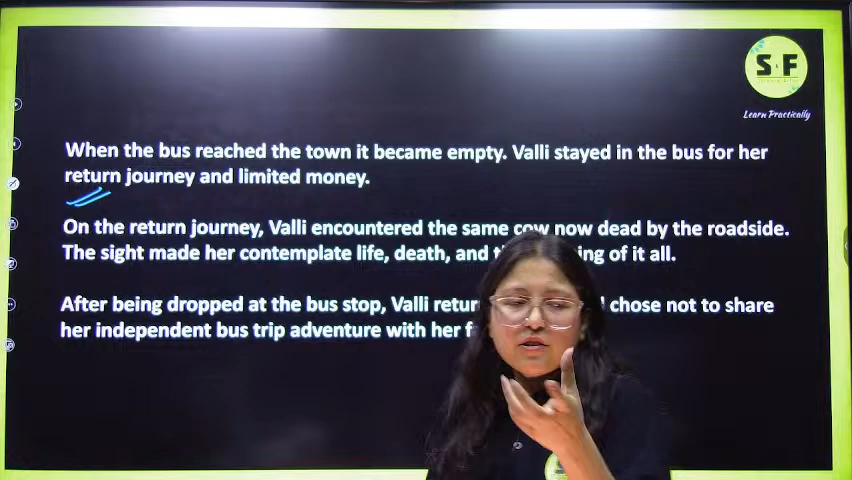 S F
Learn Practically
When the bus reached the town it became empty. Valli stayed in the bus for her
return journey and limited money.
On the return journey, Valli encountered the same cow now dead by the roadside.
The sight made her contemplate life, death, and of it all.
After being dropped at the bus stop, Valli chose not to share
her independent bus trip adventure with her